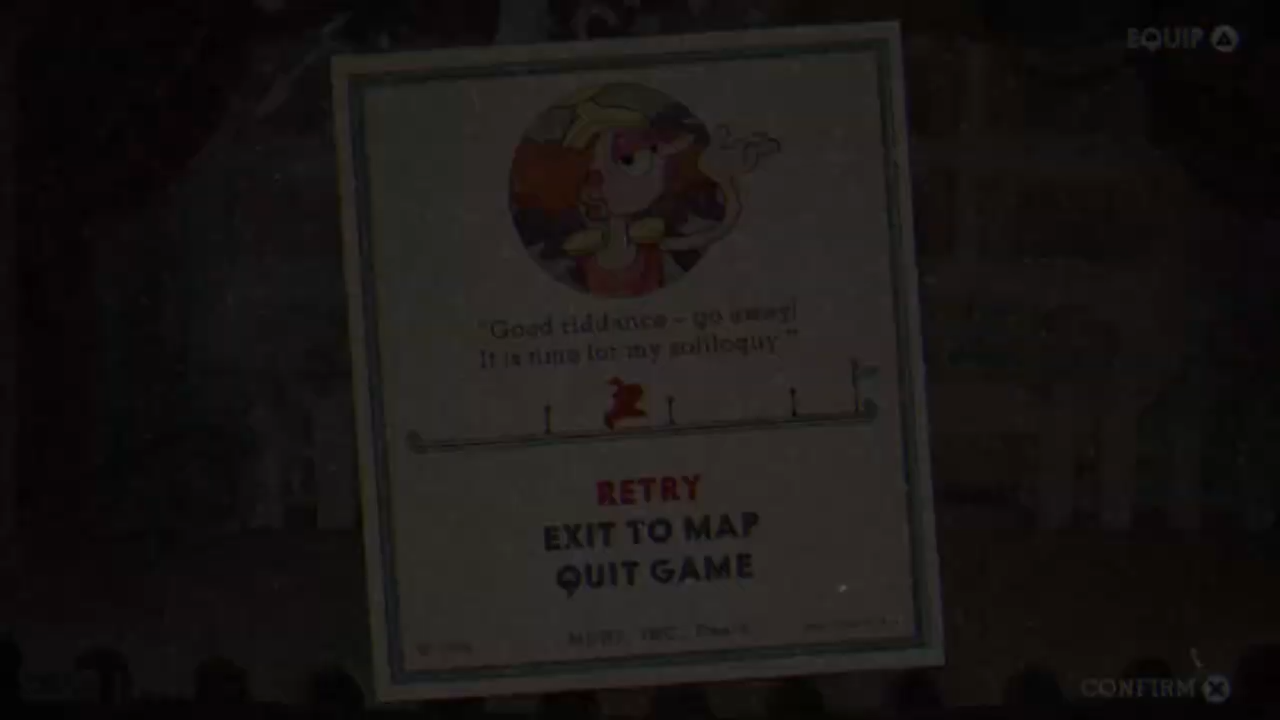 EQUIP
"Good riddance - go away!
It is time for my soliloquy."
RETRY
EXIT TO MAP
QUIT GAME
CONFIRM